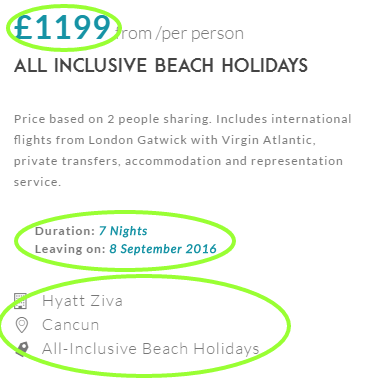 £1199 from /per person
ALL INCLUSIVE BEACH HOLIDAYS
Price based on 2 people sharing. Includes international
flights from London Gatwick with Virgin Atlantic,
private transfers, accommodation and representation
service.
Duration: 7 Nights
Leaving on: 8 September 2016
Hyatt Ziva
Cancun
All-Inclusive Beach Holidays